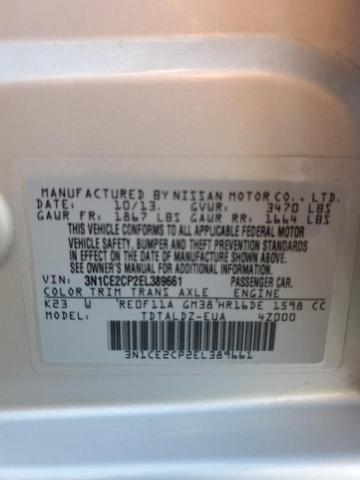 MANUFACTURED BY NISSAN MOTOR CO., LTD.
DATE: 10/13. GVWR: 3470 LBS
GAWR FR: 1867 LBS GAWR RR: 1664 LBS
THIS VEHICLE CONFORMS TO ALL APPLICABLE FEDERAL MOTOR
VEHICLE SAFETY, BUMPER AND THEFT PREVENTION STANDARDS
IN EFFECT ON THE DATE OF MANUFACTURE SHOWN ABOVE.
SEE OWNER'S MANUAL FOR ADDITIONAL INFORMATION
VIN: 3N1CE2CP2EL389661 PASSENGER CAR.
COLOR TRIM TRANS AXLE ENGINE
K23 W RE0F11A GM38 HR16DE 1598 CC
MODEL: TDTALDZ-EUA 4Z000
3N1CE2CP2EL389661